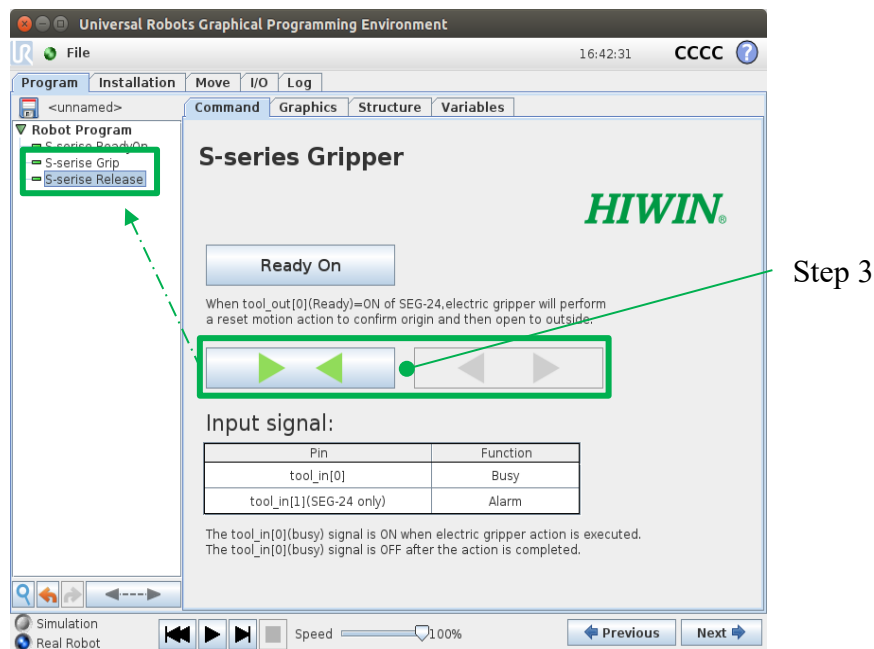 Universal Robots Graphical Programming Environment
File 16:42:31 CCCC ?
Program Installation Move I/O Log
<unnamed> Command Graphics Structure Variables
Robot Program
S-serise ReadyOn
S-serise Grip
S-serise Release
S-series Gripper
HIWIN®
Ready On
Step 3
When tool_out[0](Ready)=ON of SEG-24,electric gripper will perform
a reset motion action to confirm origin and then open to outside.
Input signal:
Pin Function
tool_in[0] Busy
tool_in[1](SEG-24 only) Alarm
The tool_in[0](busy) signal is ON when electric gripper action is executed.
The tool_in[0](busy) signal is OFF after the action is completed.
Simulation
Real Robot
Speed 100% Previous Next